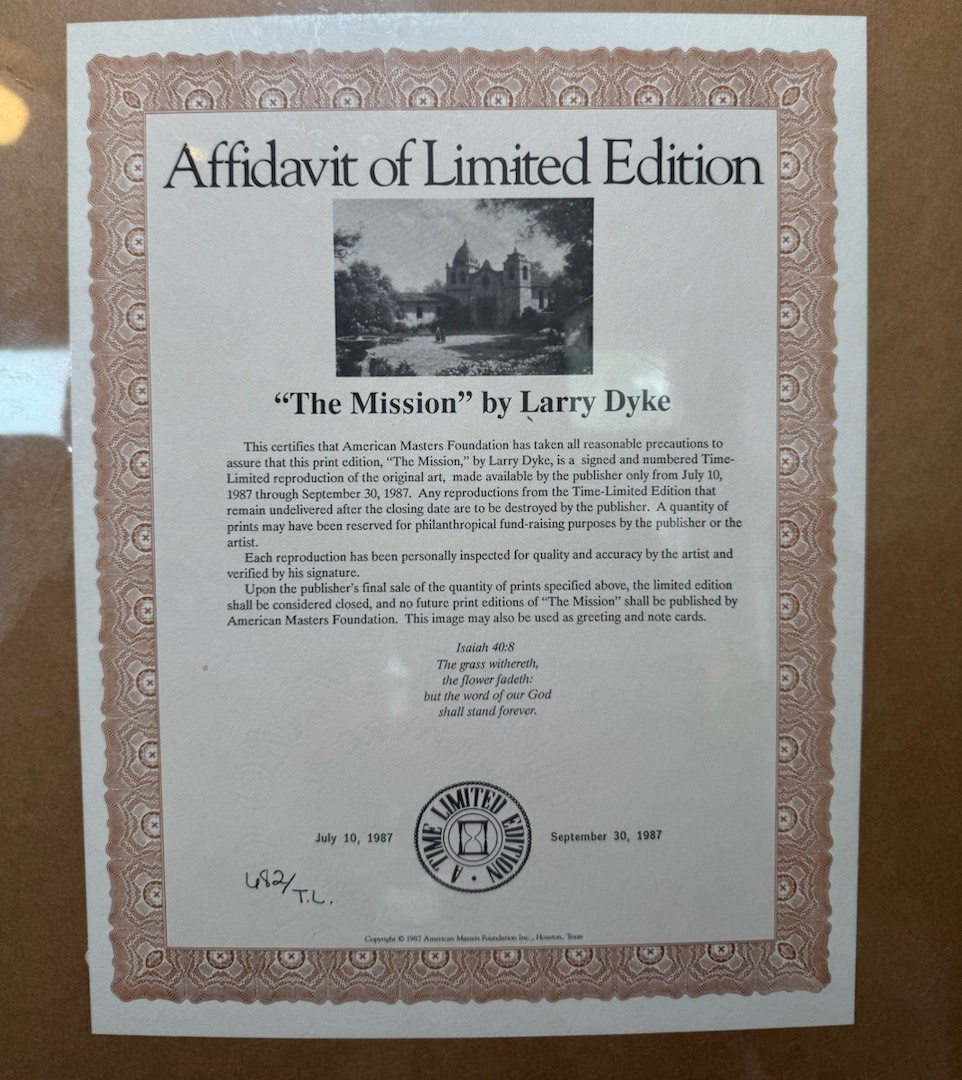 Affidavit of Limited Edition
“The Mission” by Larry Dyke
This certifies that American Masters Foundation has taken all reasonable precautions to
assure that this print edition, “The Mission,” by Larry Dyke, is a signed and numbered Time-
Limited reproduction of the original art, made available by the publisher only from July 10,
1987 through September 30, 1987. Any reproductions from the Time-Limited Edition that
remain undelivered after the closing date are to be destroyed by the publisher. A quantity of
prints may have been reserved for philanthropical fund-raising purposes by the publisher or the
artist.
Each reproduction has been personally inspected for quality and accuracy by the artist and
verified by his signature.
Upon the publisher’s final sale of the quantity of prints specified above, the limited edition
shall be considered closed, and no future print editions of “The Mission” shall be published by
American Masters Foundation. This image may also be used as greeting and note cards.
Isaiah 40:8
The grass withereth,
the flower fadeth:
but the word of our God
shall stand forever.
A TIME LIMITED EDITION
July 10, 1987
September 30, 1987
682/
T.L.
Copyright © 1987 American Masters Foundation Inc., Houston, Texas